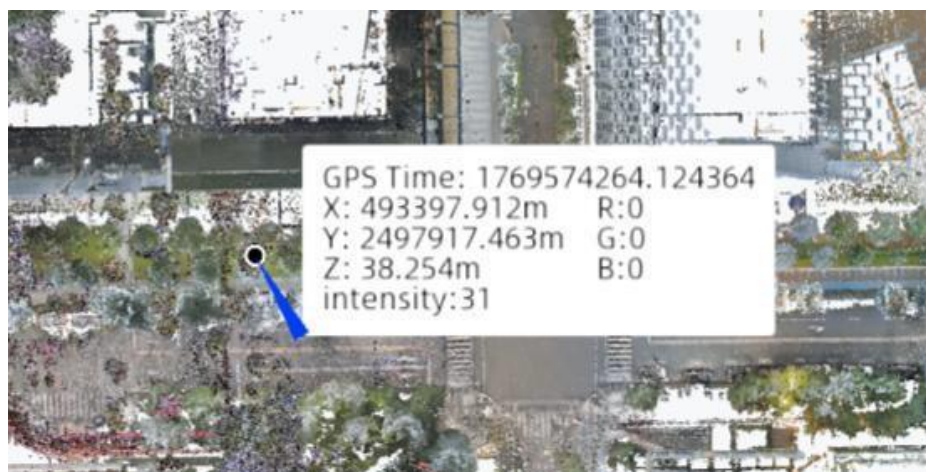 GPS Time: 1769574264.124364
X: 493397.912m R:0
Y: 2497917.463m G:0
Z: 38.254m B:0
intensity:31